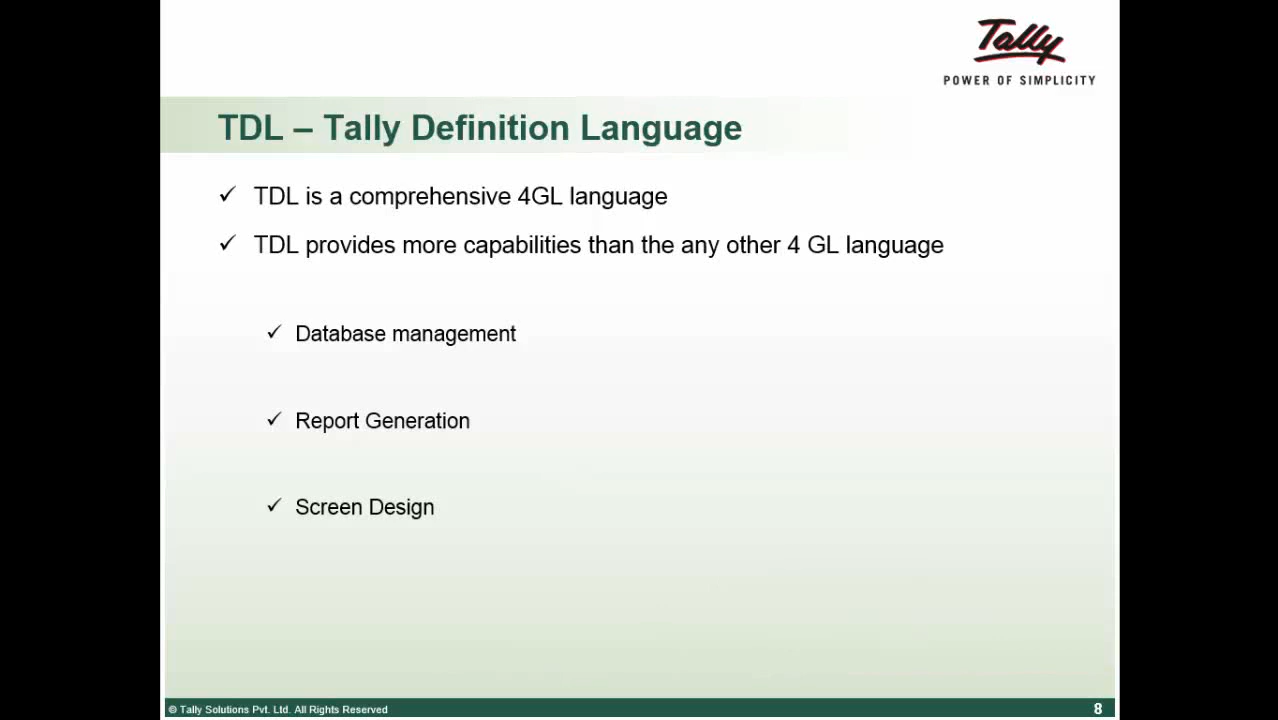 Tally
POWER OF SIMPLICITY
TDL – Tally Definition Language
TDL is a comprehensive 4GL language
TDL provides more capabilities than the any other 4 GL language
Database management
Report Generation
Screen Design
© Tally Solutions Pvt. Ltd. All Rights Reserved
8